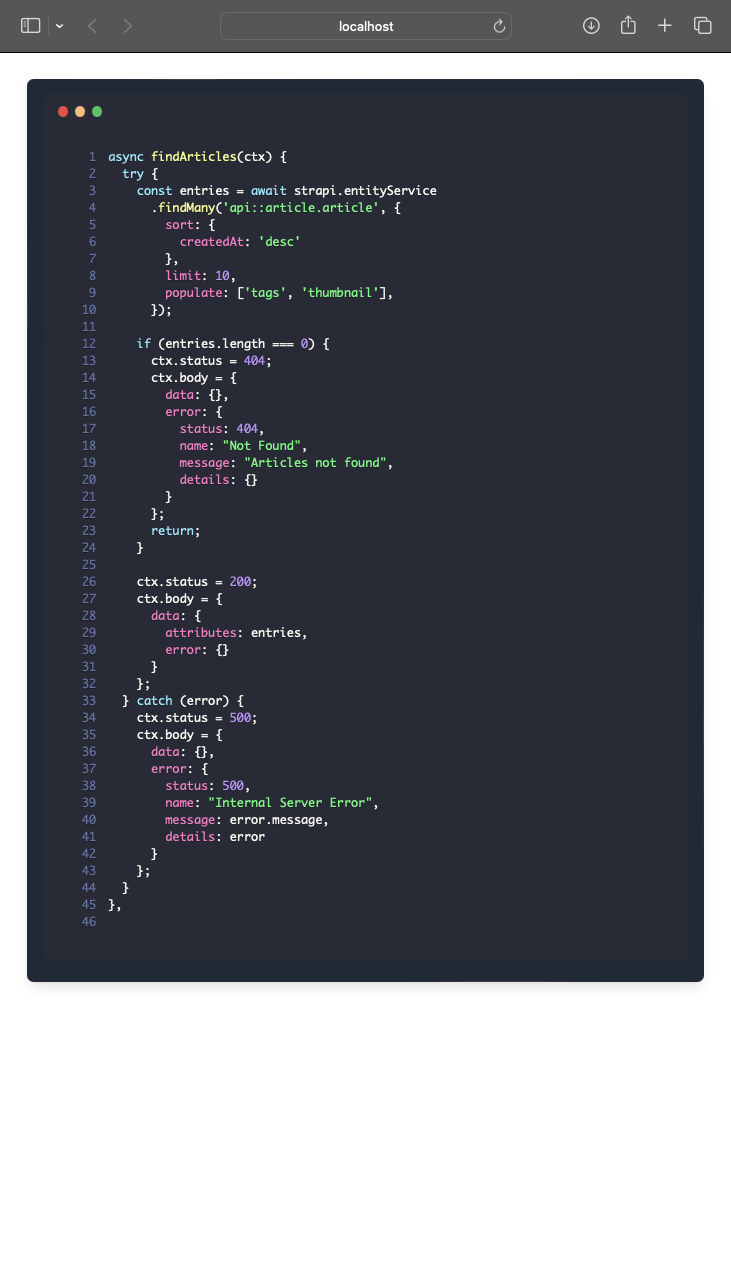 localhost
1 async findArticles(ctx) {
2   try {
3     const entries = await strapi.entityService
4       .findMany('api::article.article', {
5         sort: {
6           createdAt: 'desc'
7         },
8         limit: 10,
9         populate: ['tags', 'thumbnail'],
10       });
11
12     if (entries.length === 0) {
13       ctx.status = 404;
14       ctx.body = {
15         data: {},
16         error: {
17           status: 404,
18           name: "Not Found",
19           message: "Articles not found",
20           details: {}
21         }
22       };
23       return;
24     }
25
26     ctx.status = 200;
27     ctx.body = {
28       data: {
29         attributes: entries,
30         error: {}
31       }
32     };
33   } catch (error) {
34     ctx.status = 500;
35     ctx.body = {
36       data: {},
37       error: {
38         status: 500,
39         name: "Internal Server Error",
40         message: error.message,
41         details: error
42       }
43     };
44   }
45 },
46